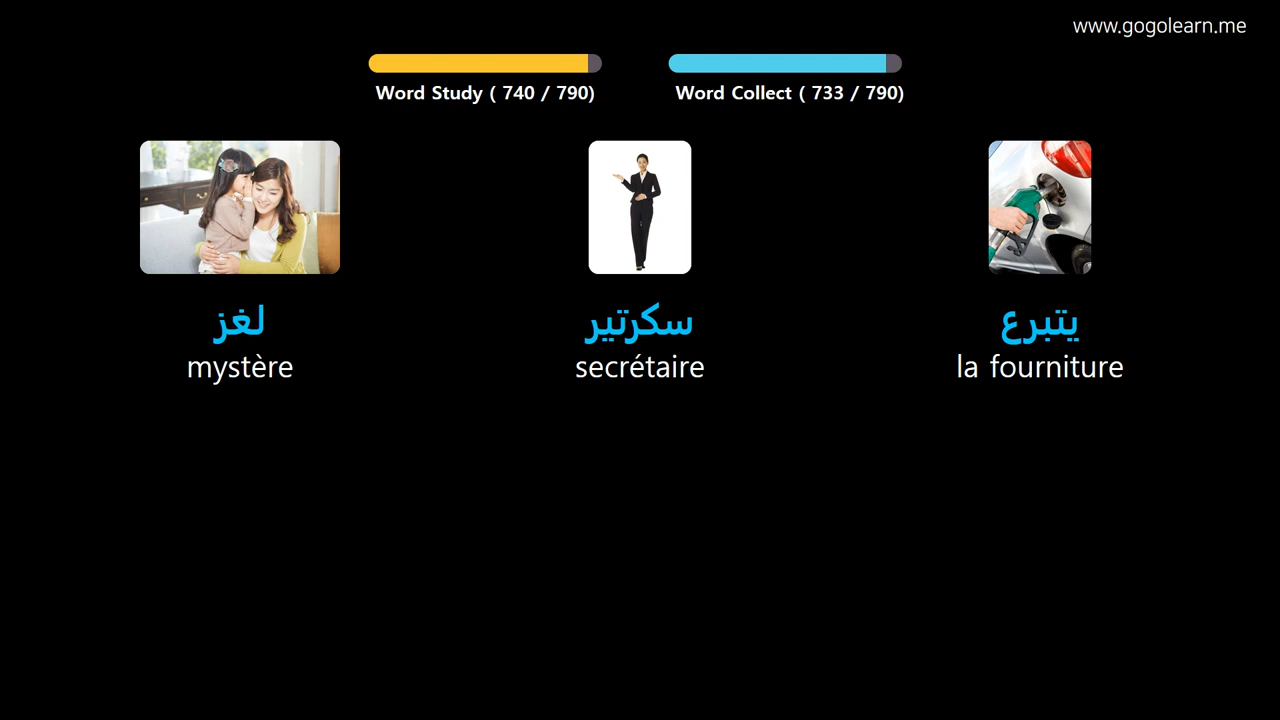 www.gogolearn.me
Word Study ( 740 / 790)
Word Collect ( 733 / 790)
لغز
mystère
سكرتير
secrétaire
يتبرع
la fourniture